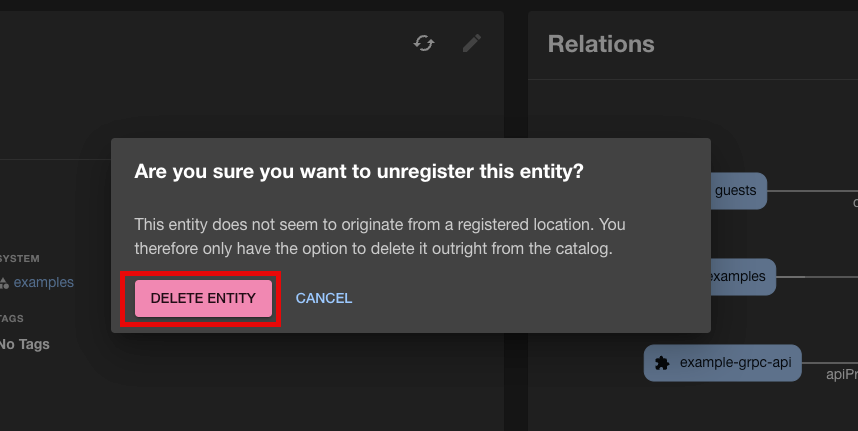 Relations
Are you sure you want to unregister this entity?
This entity does not seem to originate from a registered location. You
therefore only have the option to delete it outright from the catalog.
DELETE ENTITY
CANCEL
SYSTEM
examples
TAGS
No Tags
guests
examples
example-grpc-api
apiPr